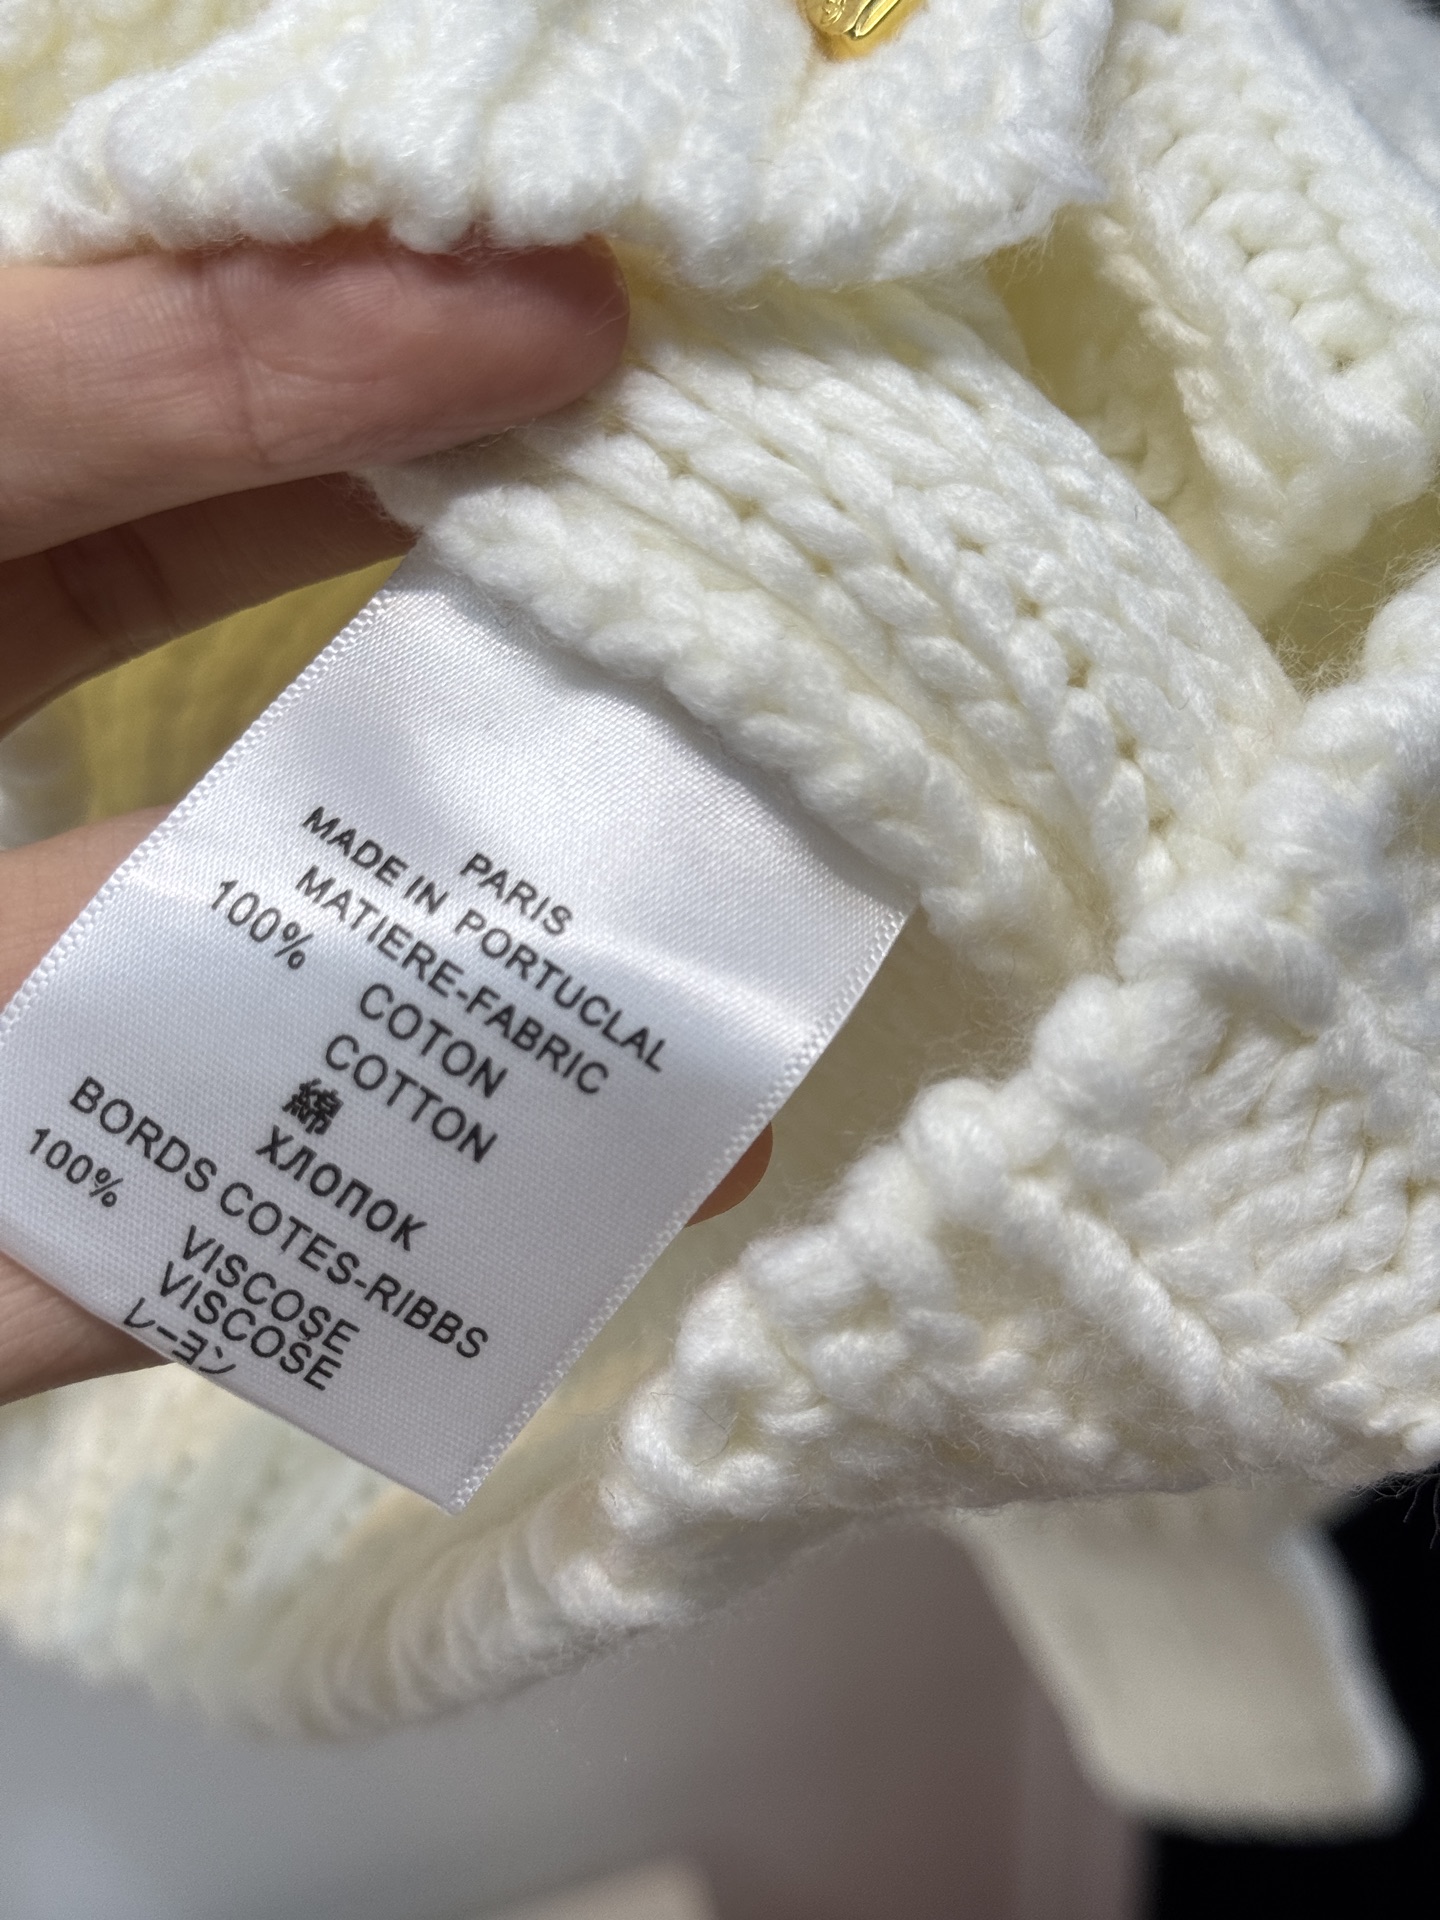 PARIS
MADE IN PORTUCLAL
MATIERE-FABRIC
100% COTON
COTTON
綿
ХЛОПОК
BORDS COTES-RIBBS
100% VISCOSE
VISCOSE
レーヨン